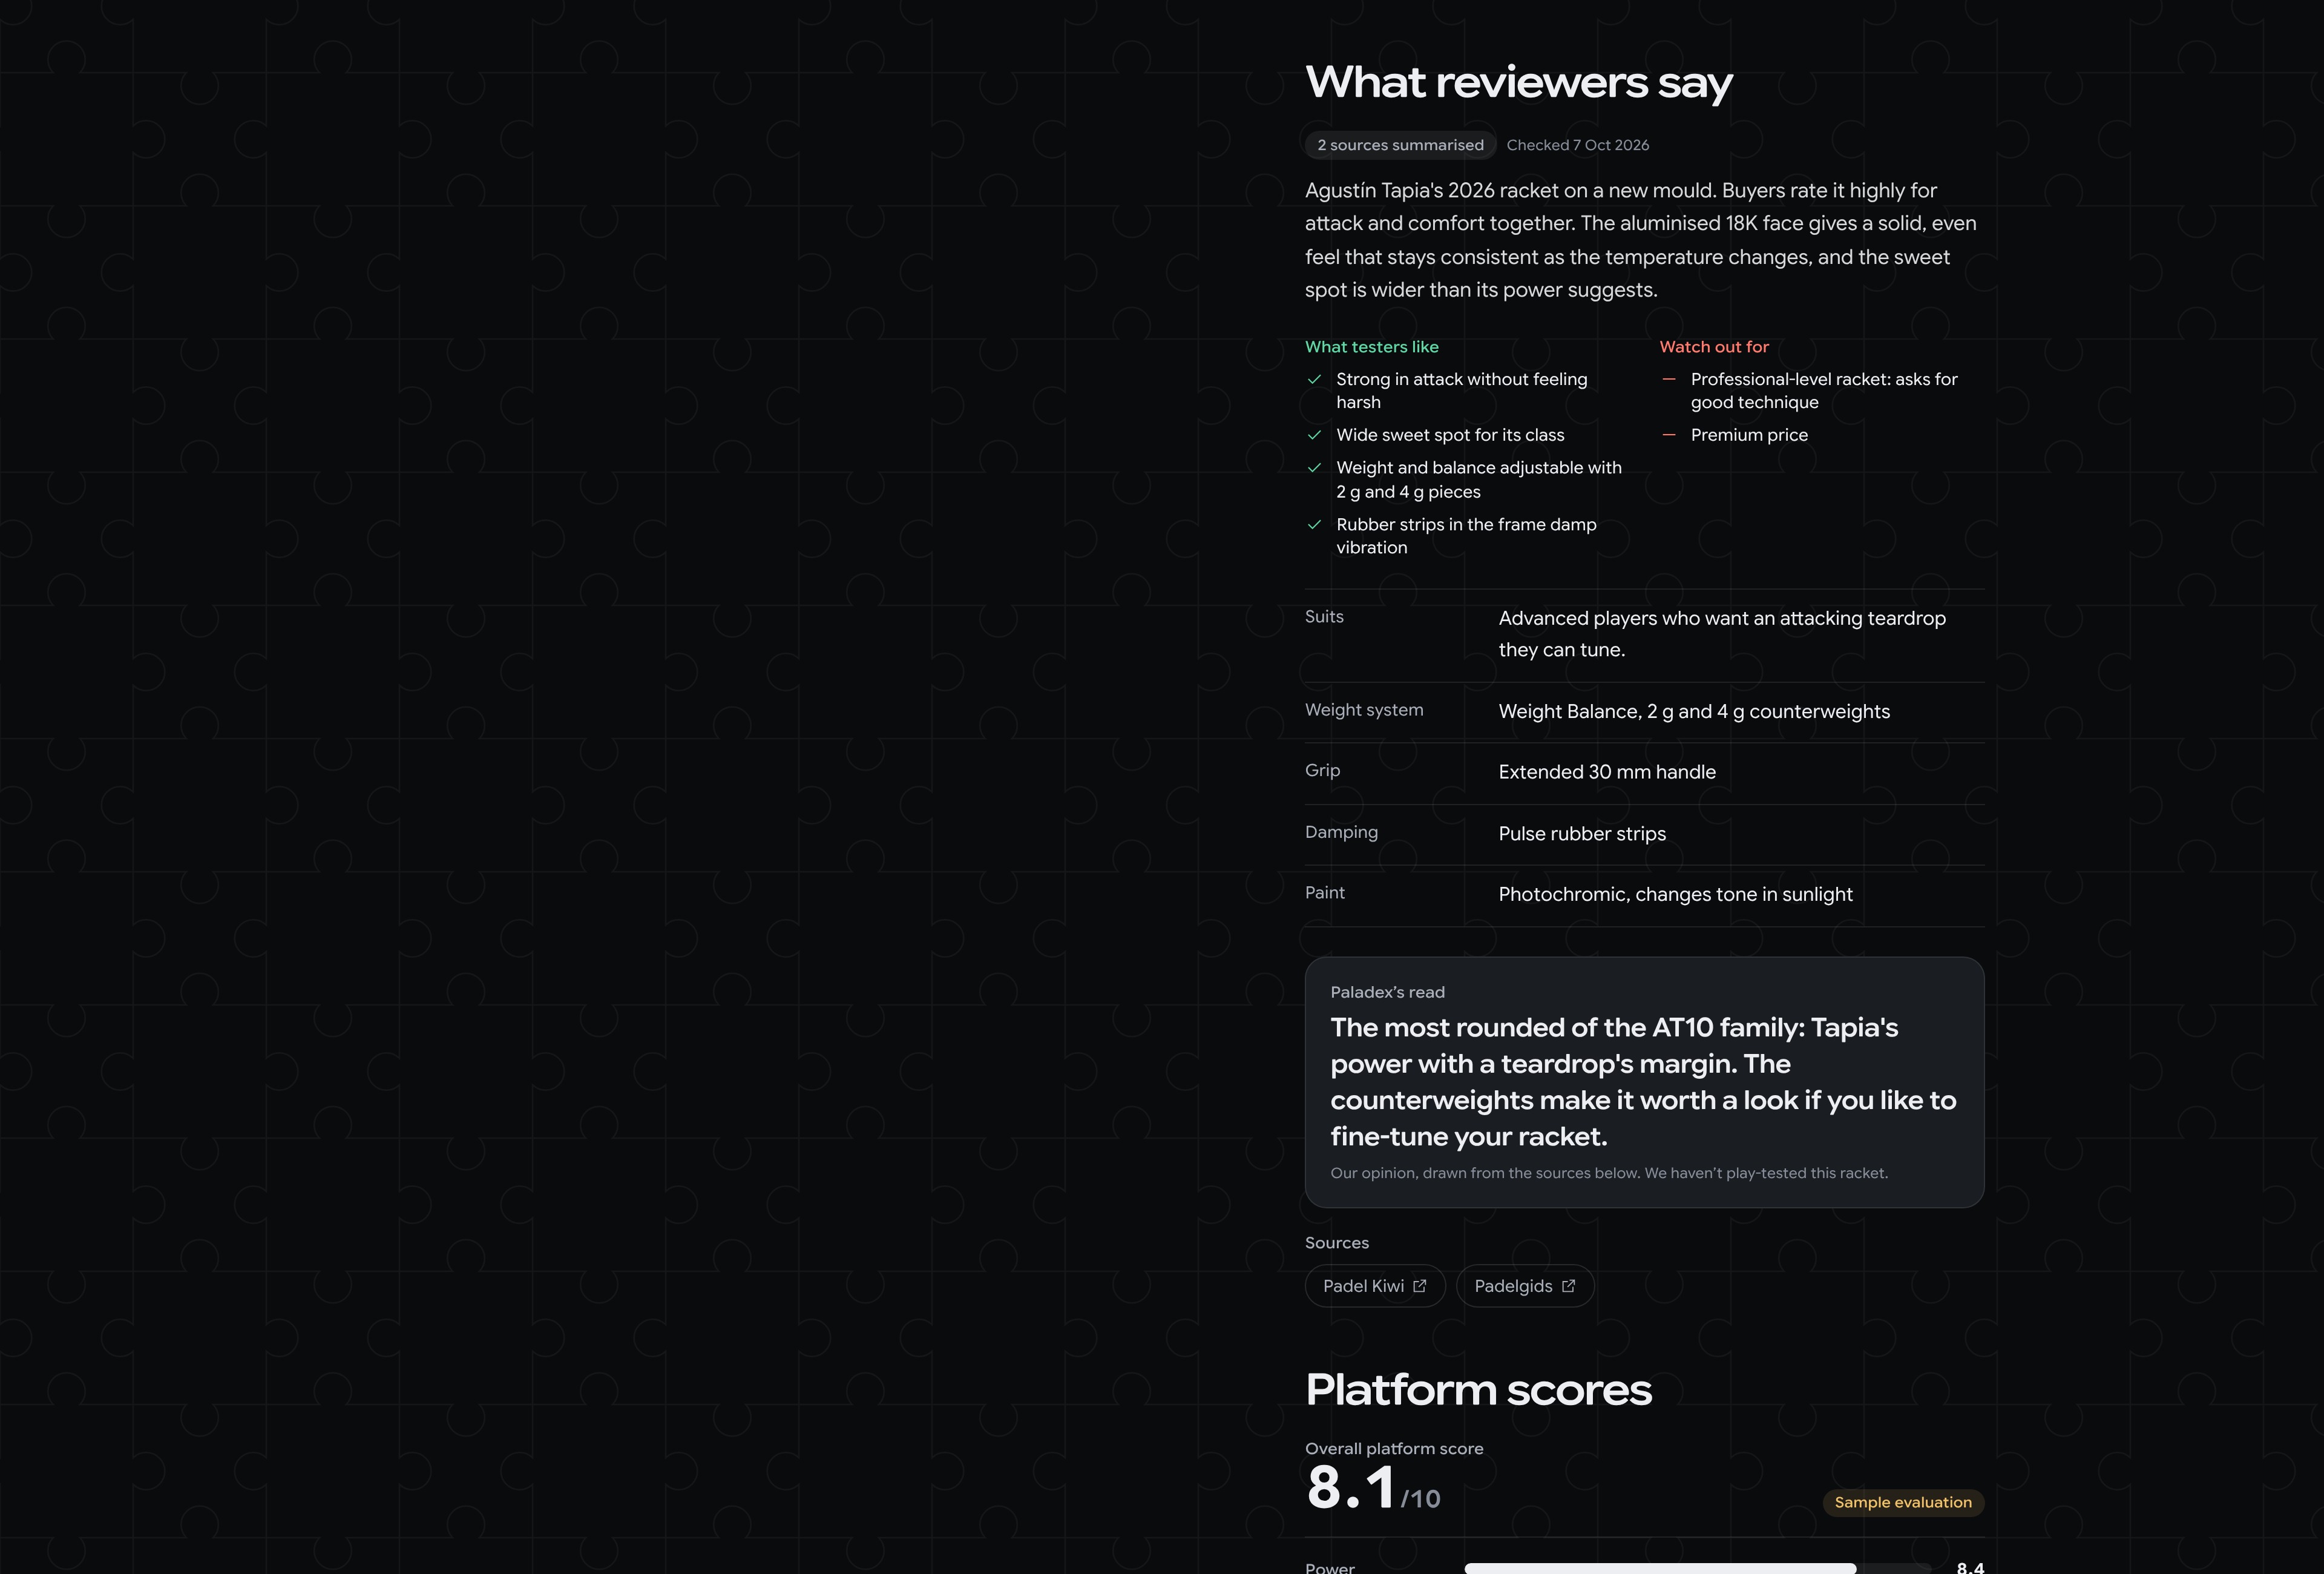 What reviewers say
2 sources summarised Checked 7 Oct 2026
Agustín Tapia's 2026 racket on a new mould. Buyers rate it highly for
attack and comfort together. The aluminised 18K face gives a solid, even
feel that stays consistent as the temperature changes, and the sweet
spot is wider than its power suggests.
What testers like
Strong in attack without feeling
harsh
Wide sweet spot for its class
Weight and balance adjustable with
2 g and 4 g pieces
Rubber strips in the frame damp
vibration
Watch out for
Professional-level racket: asks for
good technique
Premium price
Suits Advanced players who want an attacking teardrop
they can tune.
Weight system Weight Balance, 2 g and 4 g counterweights
Grip Extended 30 mm handle
Damping Pulse rubber strips
Paint Photochromic, changes tone in sunlight
Paladex’s read
The most rounded of the AT10 family: Tapia's
power with a teardrop's margin. The
counterweights make it worth a look if you like to
fine-tune your racket.
Our opinion, drawn from the sources below. We haven’t play-tested this racket.
Sources
Padel Kiwi Padelgids
Platform scores
Overall platform score
8.1/10 Sample evaluation
Power 8.4